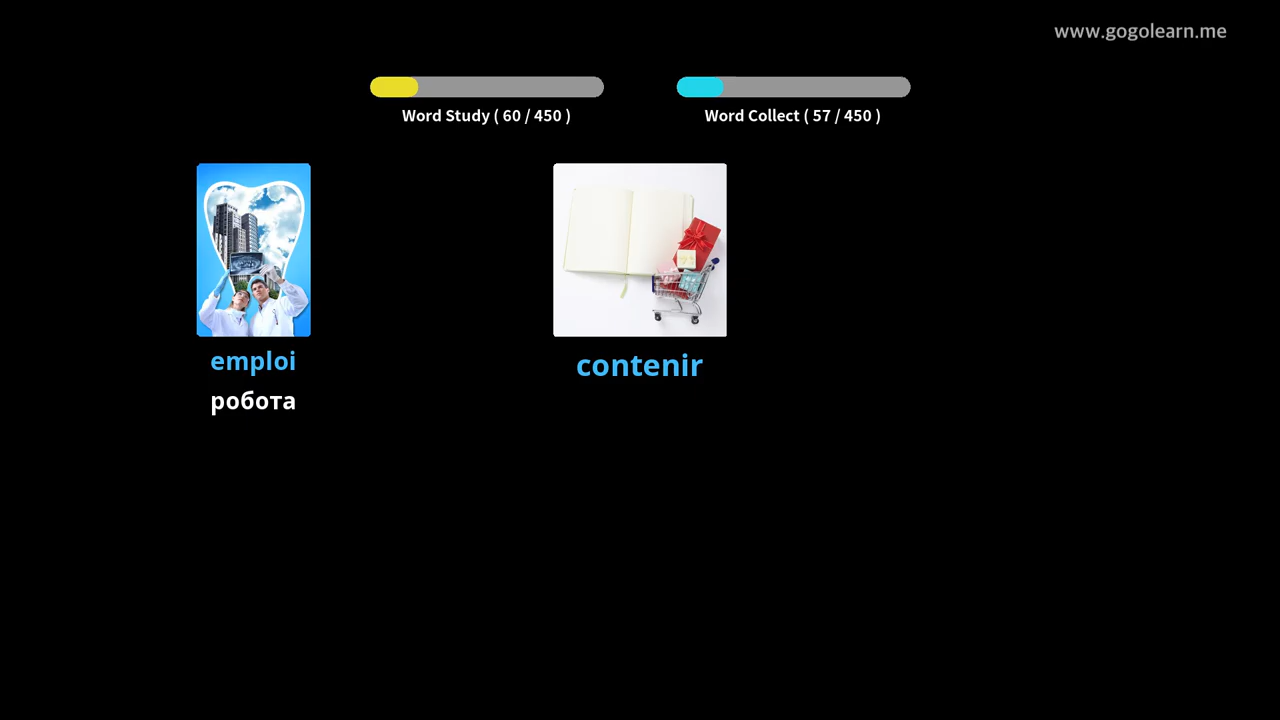 www.gogolearn.me
Word Study ( 60 / 450 )
Word Collect ( 57 / 450 )
emploi
робота
contenir